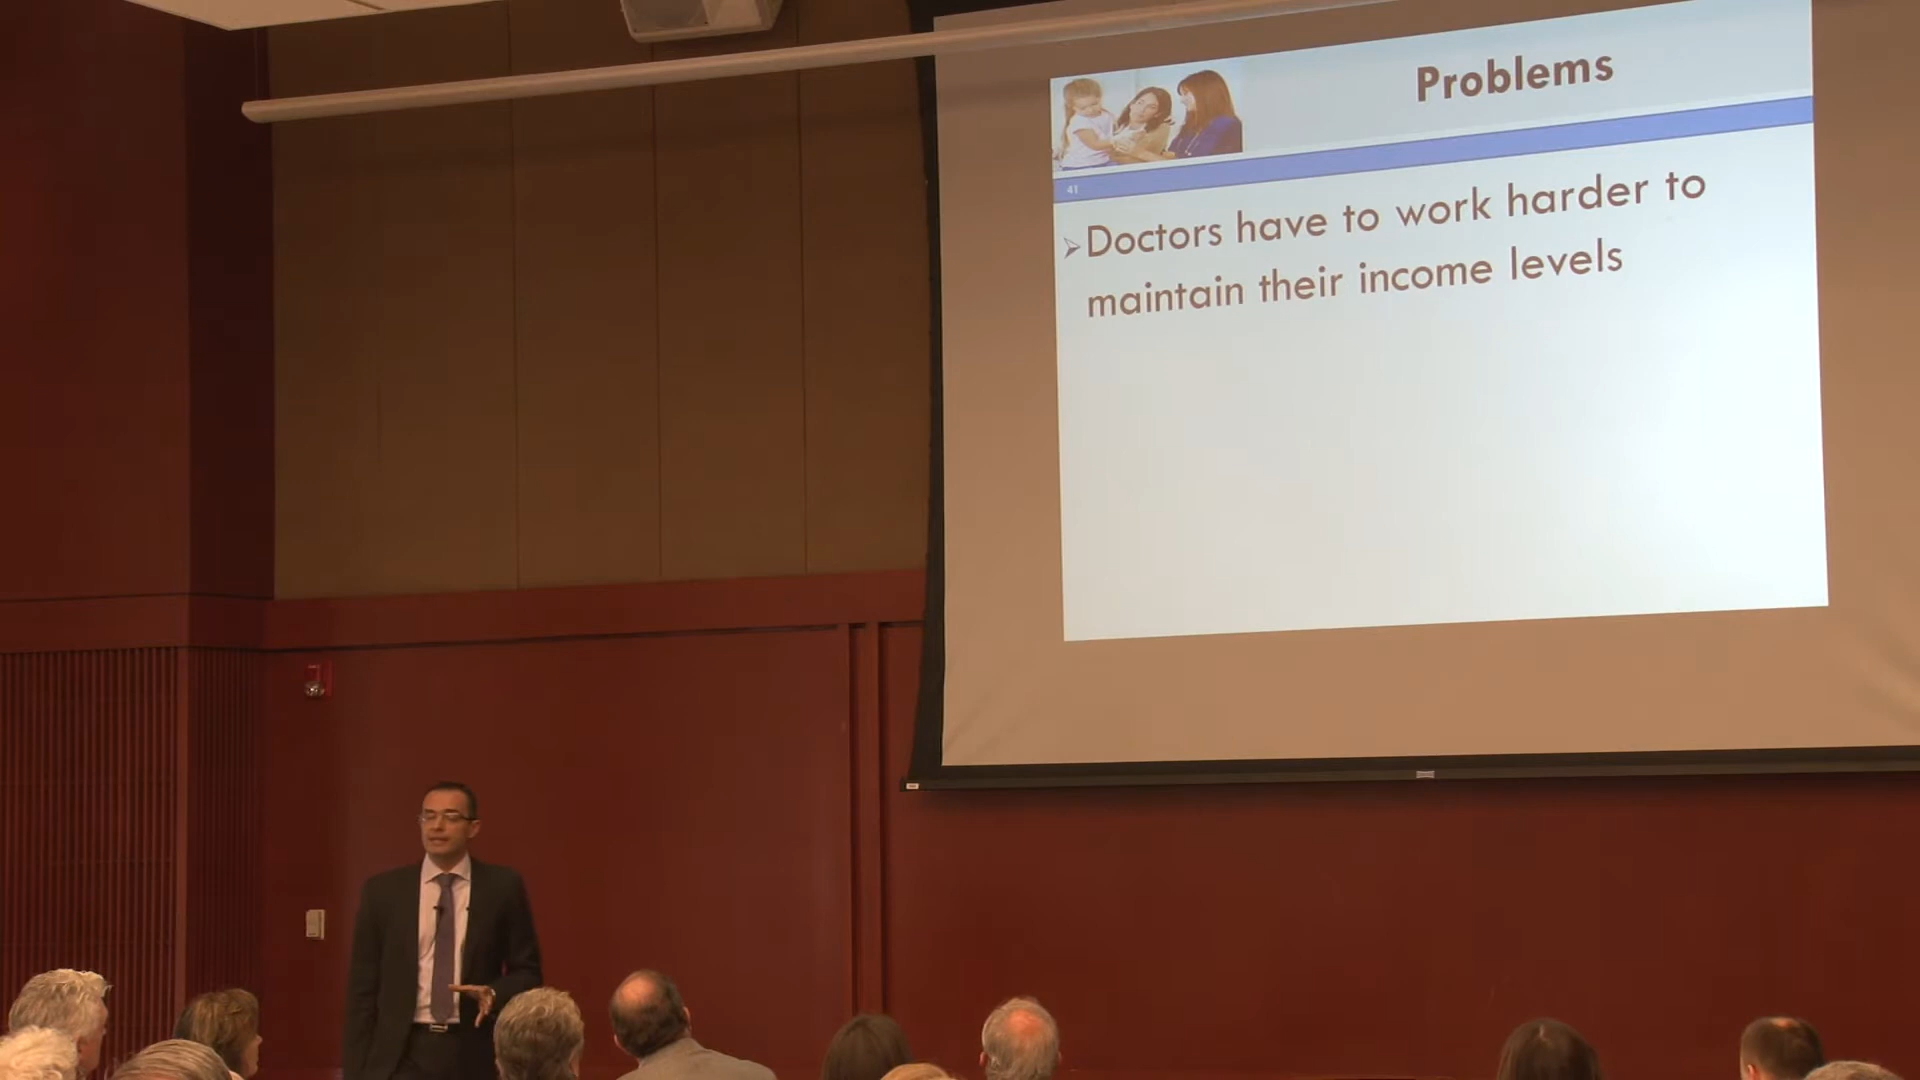 Problems
41
Doctors have to work harder to
maintain their income levels